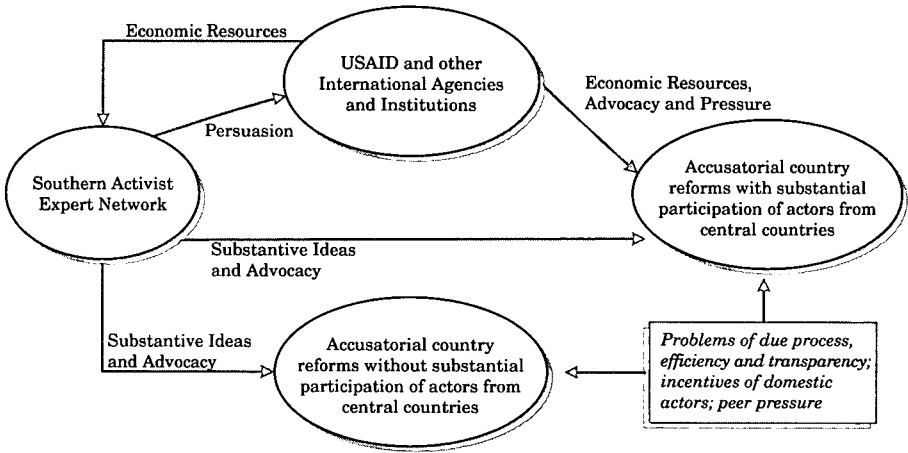 Economic Resources
USAID and other
International Agencies
and Institutions
Economic Resources,
Advocacy and Pressure
Persuasion
Southern Activist
Expert Network
Accusatorial country
reforms with substantial
participation of actors from
central countries
Substantive Ideas
and Advocacy
Substantive Ideas
and Advocacy
Accusatorial country
reforms without substantial
participation of actors from
central countries
Problems of due process,
efficiency and transparency;
incentives of domestic
actors; peer pressure